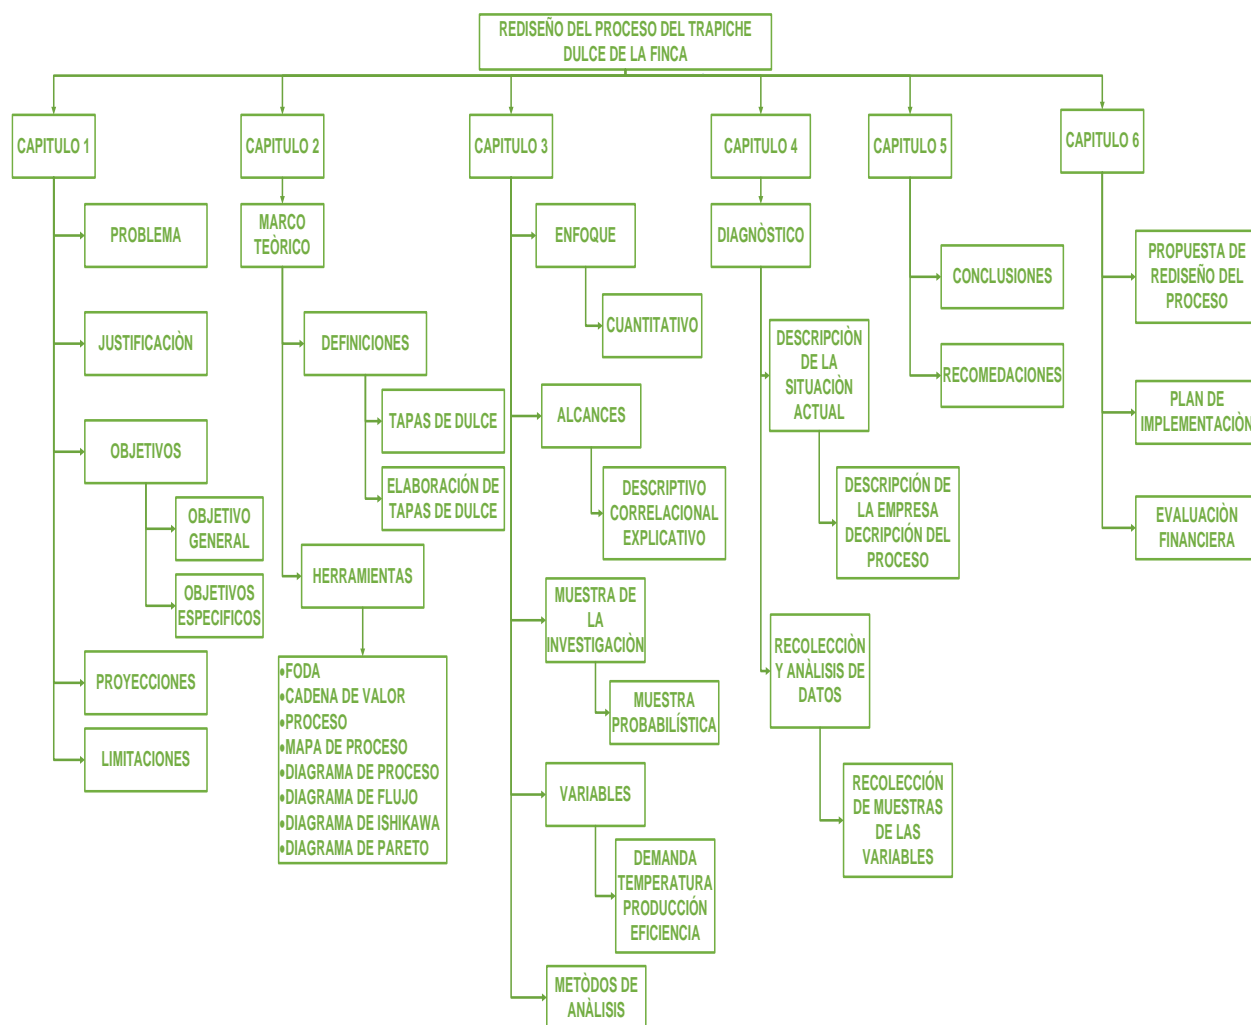 REDISEÑO DEL PROCESO DEL TRAPICHE
DULCE DE LA FINCA
CAPITULO 1
PROBLEMA
JUSTIFICACIÒN
OBJETIVOS
OBJETIVO
GENERAL
OBJETIVOS
ESPECIFICOS
PROYECCIONES
LIMITACIONES
CAPITULO 2
MARCO
TEÒRICO
DEFINICIONES
TAPAS DE DULCE
ELABORACIÓN DE
TAPAS DE DULCE
HERRAMIENTAS
•FODA
•CADENA DE VALOR
•PROCESO
•MAPA DE PROCESO
•DIAGRAMA DE PROCESO
•DIAGRAMA DE FLUJO
•DIAGRAMA DE ISHIKAWA
•DIAGRAMA DE PARETO
CAPITULO 3
ENFOQUE
CUANTITATIVO
ALCANCES
DESCRIPTIVO
CORRELACIONAL
EXPLICATIVO
MUESTRA DE
LA
INVESTIGACIÒN
MUESTRA
PROBABILÍSTICA
VARIABLES
DEMANDA
TEMPERATURA
PRODUCCIÓN
EFICIENCIA
METÒDOS DE
ANÀLISIS
CAPITULO 4
DIAGNÒSTICO
DESCRIPCIÒN
DE LA
SITUACIÒN
ACTUAL
DESCRIPCIÓN DE
LA EMPRESA
DECRIPCIÓN DEL
PROCESO
RECOLECCIÒN
Y ANÀLISIS DE
DATOS
RECOLECCIÓN
DE MUESTRAS
DE LAS
VARIABLES
CAPITULO 5
CONCLUSIONES
RECOMEDACIONES
CAPITULO 6
PROPUESTA DE
REDISEÑO DEL
PROCESO
PLAN DE
IMPLEMENTACIÒN
EVALUACIÒN
FINANCIERA